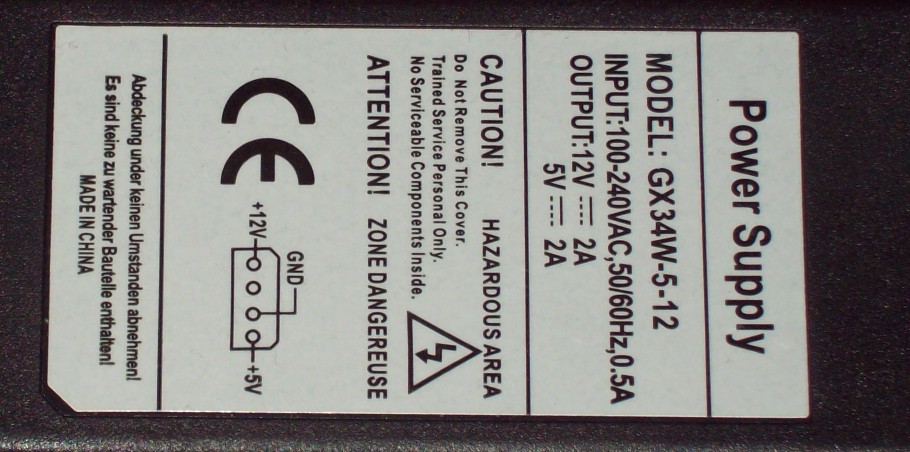 Power Supply
MODEL: GX34W-5-12
INPUT:100-240VAC,50/60Hz,0.5A
OUTPUT:12V ⎓ 2A
5V ⎓ 2A
CAUTION! HAZARDOUS AREA
Do Not Remove This Cover.
Trained Service Personal Only.
No Serviceable Components Inside.
ATTENTION! ZONE DANGEREUSE
CE
GND
+12V +5V
Abdeckung under keinen Umstanden abnehmen!
Es sind keine zu wartender Bautelle enthalten!
MADE IN CHINA